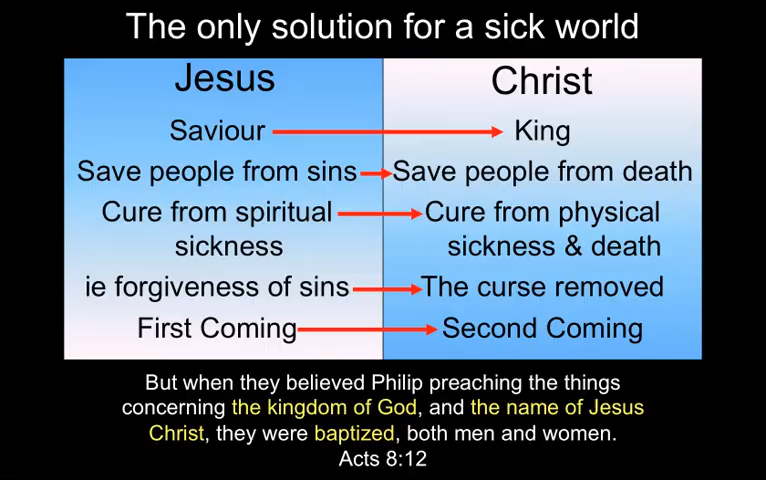 The only solution for a sick world
Jesus Christ
Saviour King
Save people from sins Save people from death
Cure from spiritual Cure from physical
sickness sickness & death
ie forgiveness of sins The curse removed
First Coming Second Coming
But when they believed Philip preaching the things
concerning the kingdom of God, and the name of Jesus
Christ, they were baptized, both men and women.
Acts 8:12